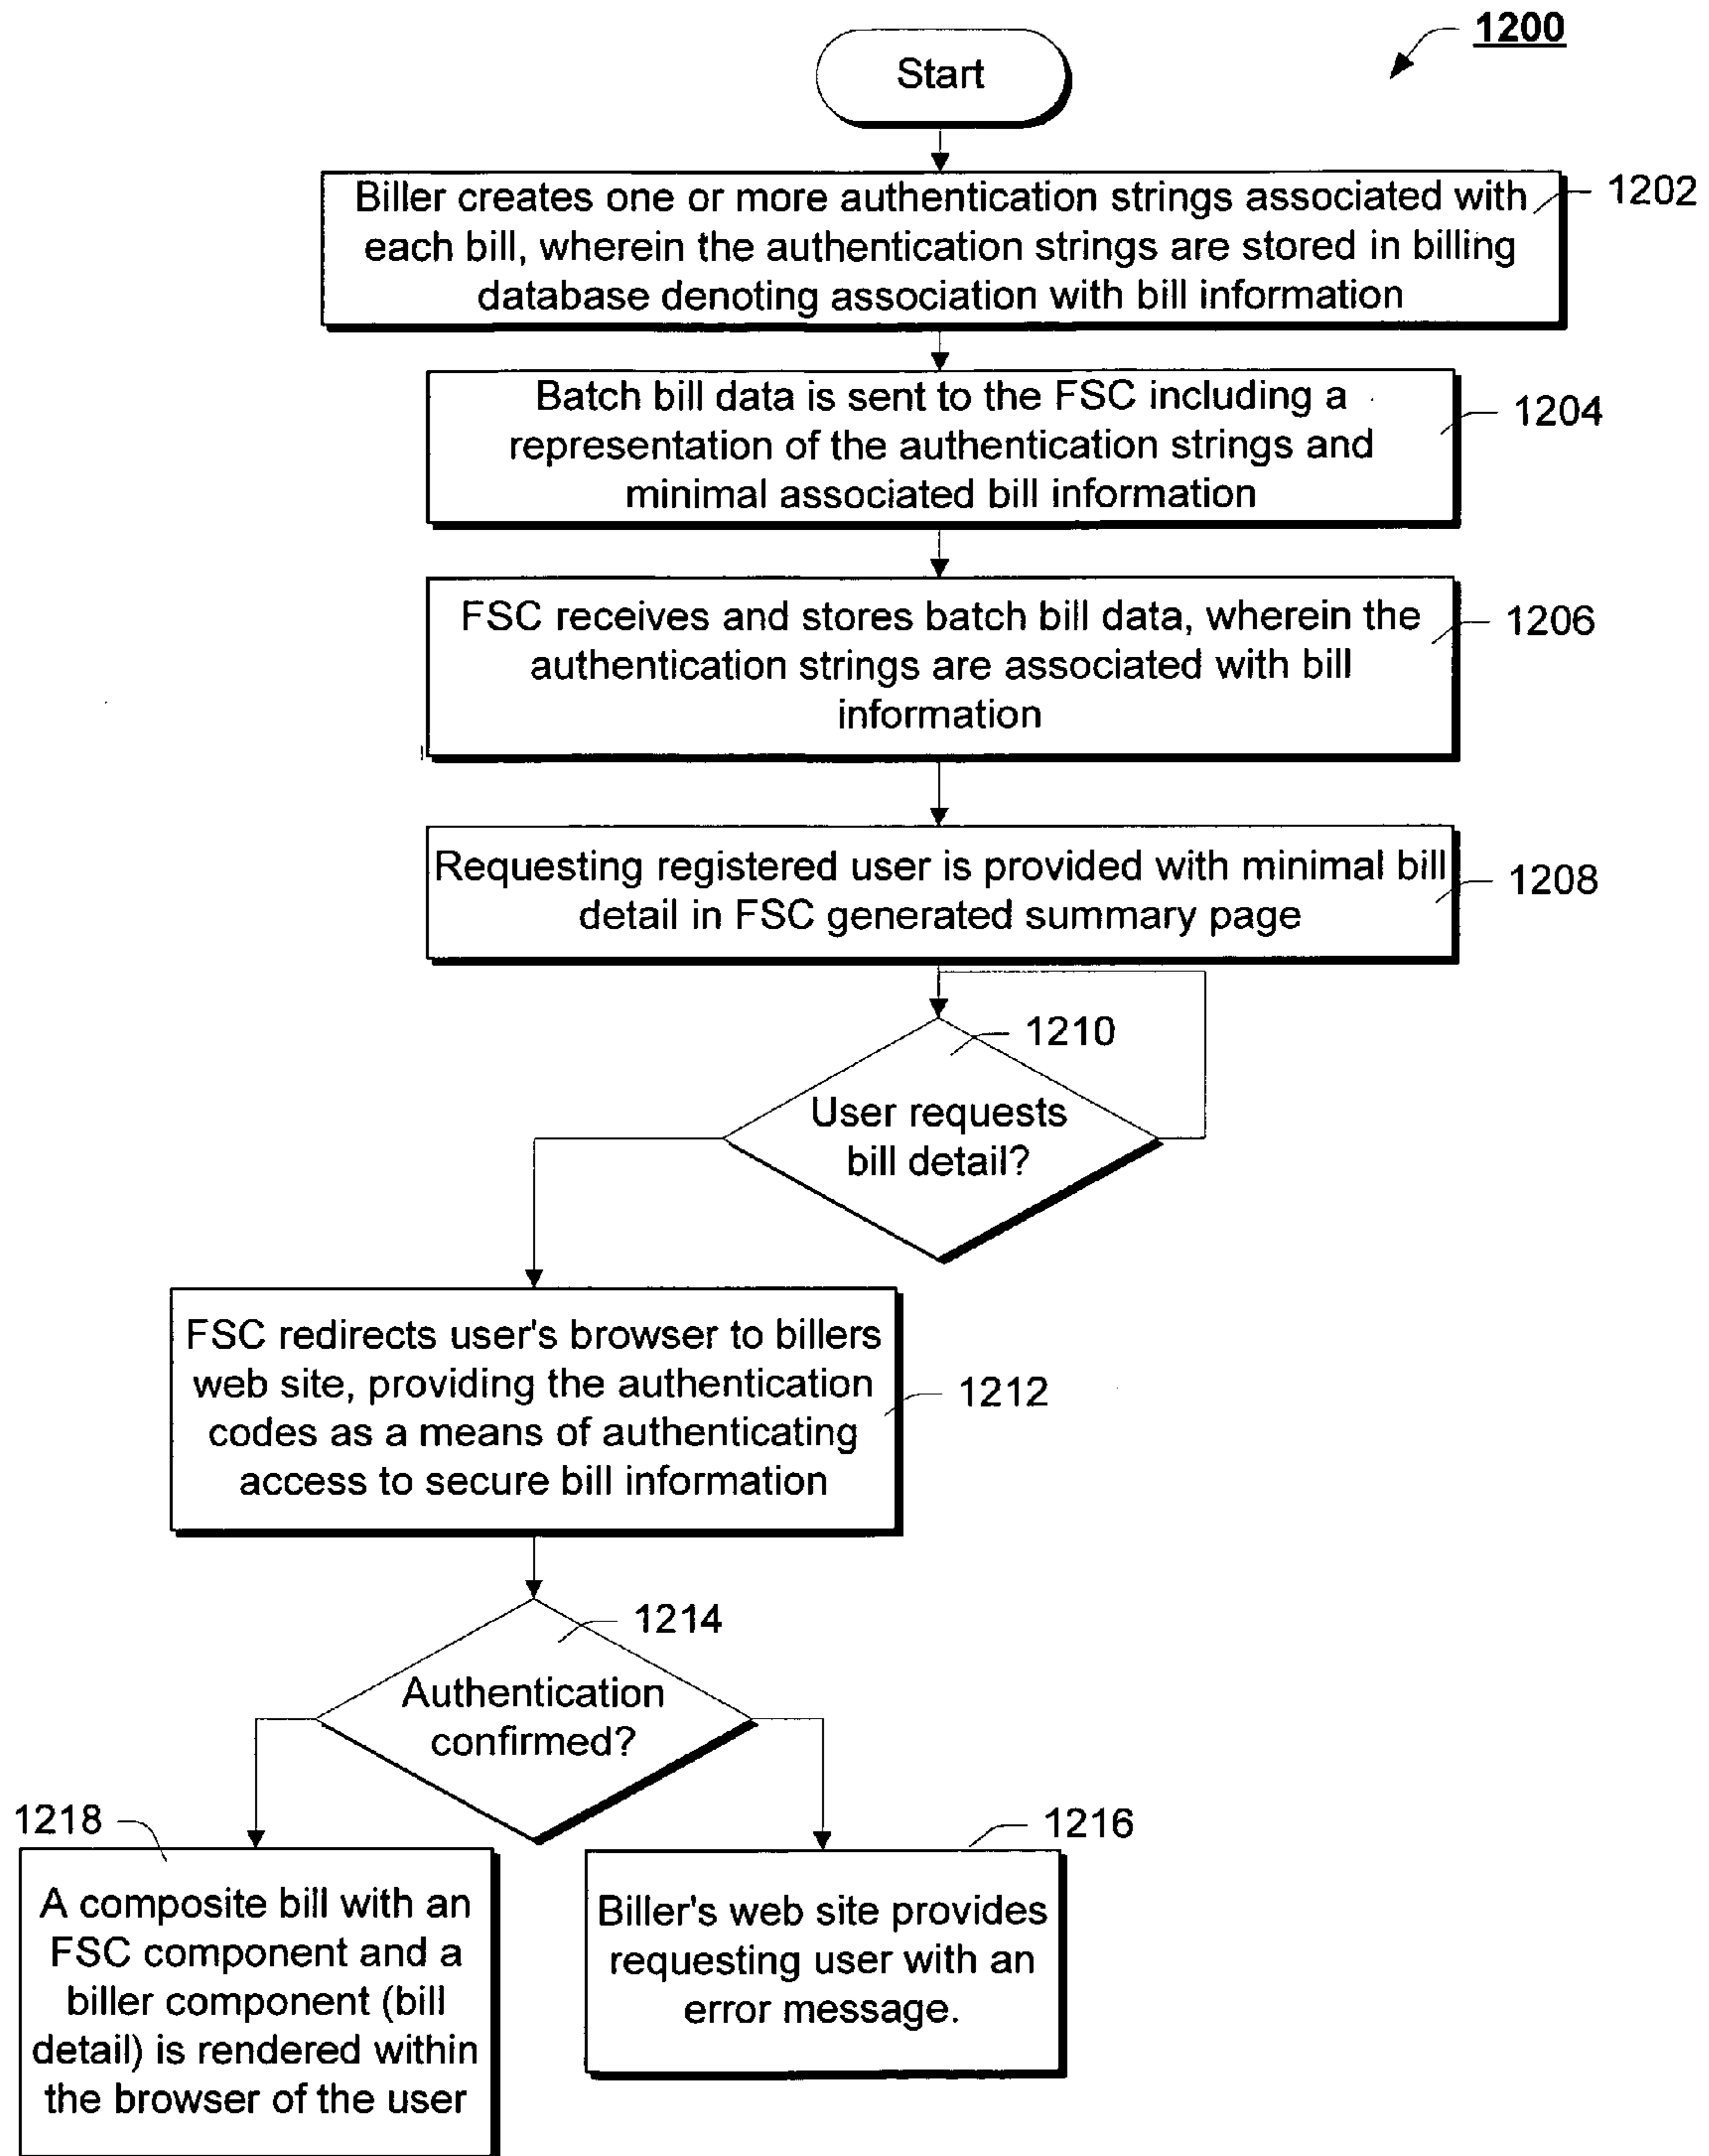 1200
Start
Biller creates one or more authentication strings associated with
each bill, wherein the authentication strings are stored in billing
database denoting association with bill information
1202
Batch bill data is sent to the FSC including a
representation of the authentication strings and
minimal associated bill information
1204
FSC receives and stores batch bill data, wherein the
authentication strings are associated with bill
information
1206
Requesting registered user is provided with minimal bill
detail in FSC generated summary page
1208
1210
User requests
bill detail?
FSC redirects user's browser to billers
web site, providing the authentication
codes as a means of authenticating
access to secure bill information
1212
1214
Authentication
confirmed?
1218
A composite bill with an
FSC component and a
biller component (bill
detail) is rendered within
the browser of the user
1216
Biller's web site provides
requesting user with an
error message.